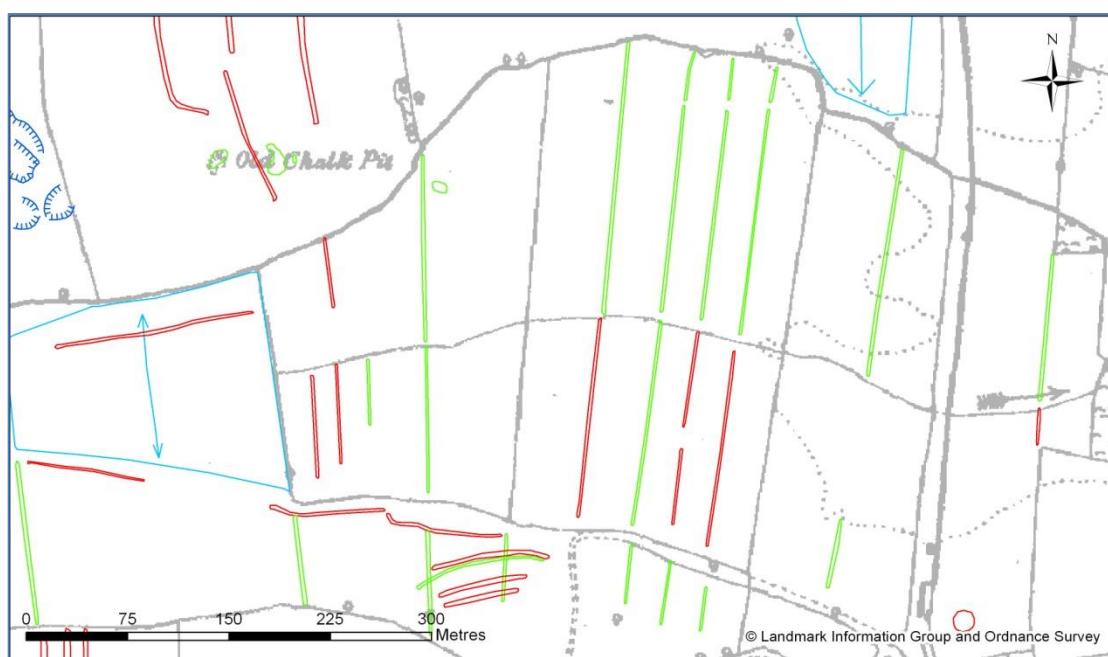 N
Old Chalk Pit
0 75 150 225 300
Metres
© Landmark Information Group and Ordnance Survey